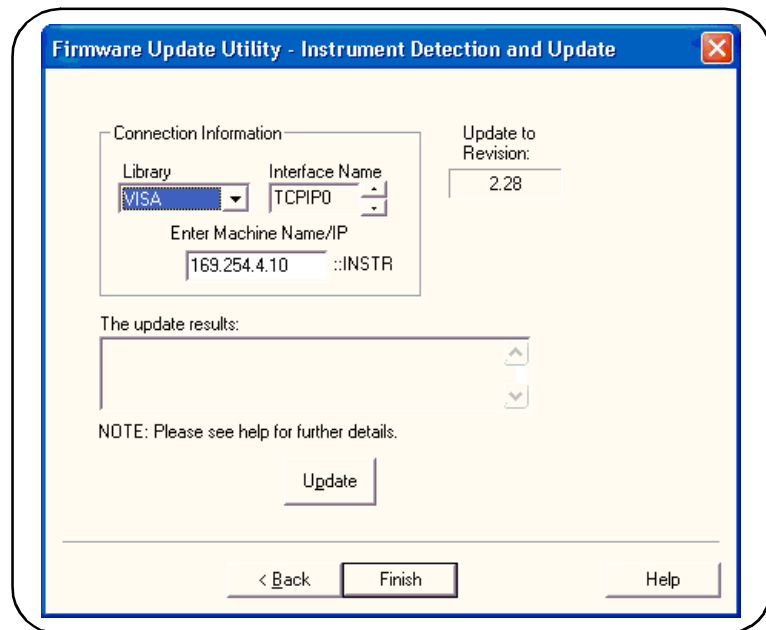 Firmware Update Utility - Instrument Detection and Update
Connection Information
Library
Interface Name
VISA
TCPIP0
Enter Machine Name/IP
169.254.4.10 ::INSTR
Update to
Revision:
2.28
The update results:
NOTE: Please see help for further details.
Update
< Back
Finish
Help